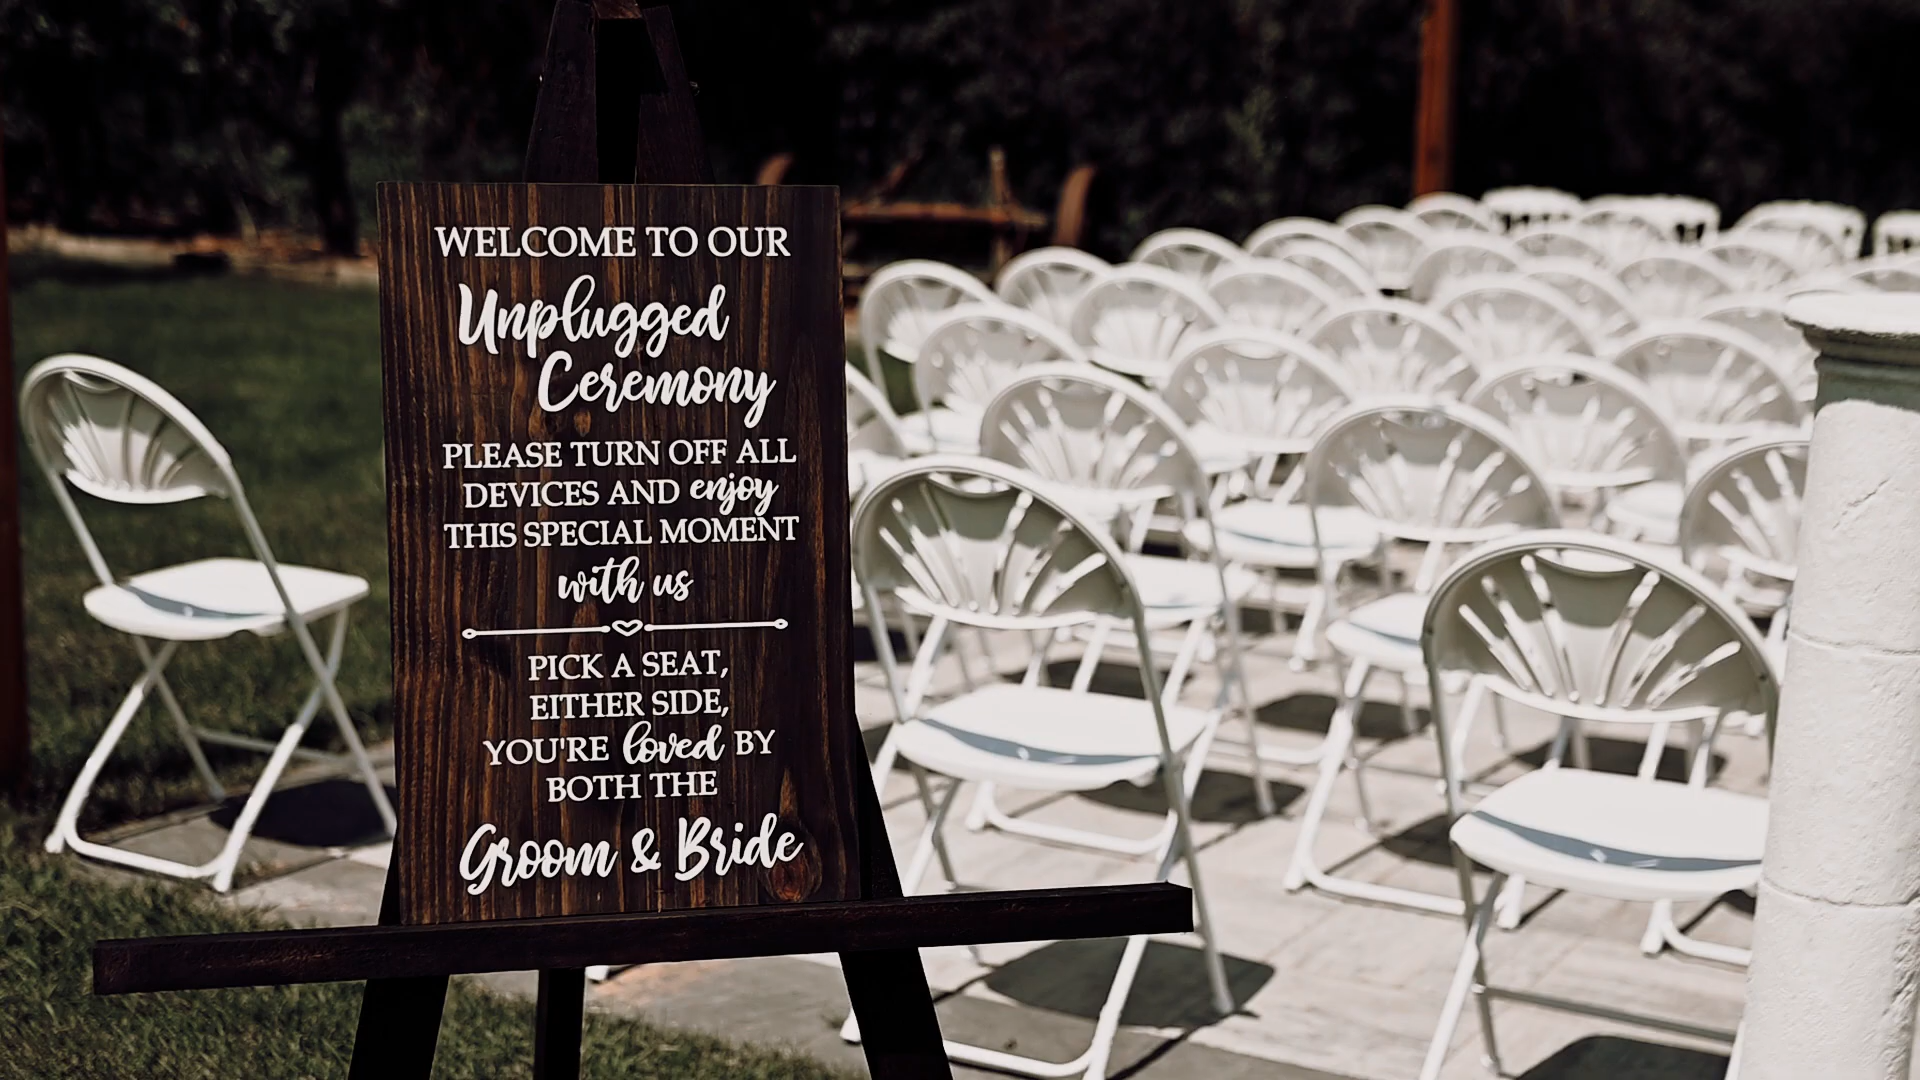 WELCOME TO OUR
Unplugged
Ceremony
PLEASE TURN OFF ALL
DEVICES AND enjoy
THIS SPECIAL MOMENT
with us
PICK A SEAT,
EITHER SIDE,
YOU'RE loved BY
BOTH THE
Groom & Bride